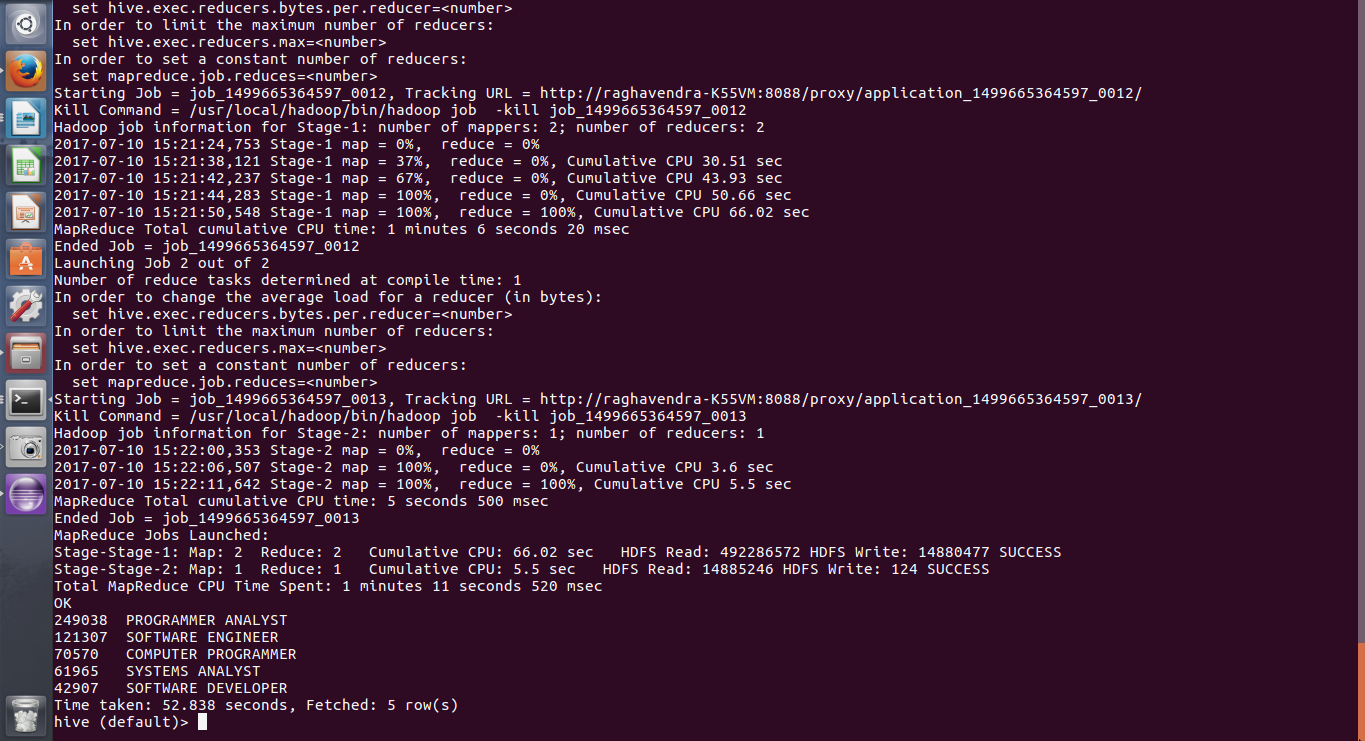 set hive.exec.reducers.bytes.per.reducer=<number>
In order to limit the maximum number of reducers:
  set hive.exec.reducers.max=<number>
In order to set a constant number of reducers:
  set mapreduce.job.reduces=<number>
Starting Job = job_1499665364597_0012, Tracking URL = http://raghavendra-K55VM:8088/proxy/application_1499665364597_0012/
Kill Command = /usr/local/hadoop/bin/hadoop job  -kill job_1499665364597_0012
Hadoop job information for Stage-1: number of mappers: 2; number of reducers: 2
2017-07-10 15:21:24,753 Stage-1 map = 0%,  reduce = 0%
2017-07-10 15:21:38,121 Stage-1 map = 37%,  reduce = 0%, Cumulative CPU 30.51 sec
2017-07-10 15:21:42,237 Stage-1 map = 67%,  reduce = 0%, Cumulative CPU 43.93 sec
2017-07-10 15:21:44,283 Stage-1 map = 100%,  reduce = 0%, Cumulative CPU 50.66 sec
2017-07-10 15:21:50,548 Stage-1 map = 100%,  reduce = 100%, Cumulative CPU 66.02 sec
MapReduce Total cumulative CPU time: 1 minutes 6 seconds 20 msec
Ended Job = job_1499665364597_0012
Launching Job 2 out of 2
Number of reduce tasks determined at compile time: 1
In order to change the average load for a reducer (in bytes):
  set hive.exec.reducers.bytes.per.reducer=<number>
In order to limit the maximum number of reducers:
  set hive.exec.reducers.max=<number>
In order to set a constant number of reducers:
  set mapreduce.job.reduces=<number>
Starting Job = job_1499665364597_0013, Tracking URL = http://raghavendra-K55VM:8088/proxy/application_1499665364597_0013/
Kill Command = /usr/local/hadoop/bin/hadoop job  -kill job_1499665364597_0013
Hadoop job information for Stage-2: number of mappers: 1; number of reducers: 1
2017-07-10 15:22:00,353 Stage-2 map = 0%,  reduce = 0%
2017-07-10 15:22:06,507 Stage-2 map = 100%,  reduce = 0%, Cumulative CPU 3.6 sec
2017-07-10 15:22:11,642 Stage-2 map = 100%,  reduce = 100%, Cumulative CPU 5.5 sec
MapReduce Total cumulative CPU time: 5 seconds 500 msec
Ended Job = job_1499665364597_0013
MapReduce Jobs Launched:
Stage-Stage-1: Map: 2  Reduce: 2   Cumulative CPU: 66.02 sec   HDFS Read: 492286572 HDFS Write: 14880477 SUCCESS
Stage-Stage-2: Map: 1  Reduce: 1   Cumulative CPU: 5.5 sec   HDFS Read: 14885246 HDFS Write: 124 SUCCESS
Total MapReduce CPU Time Spent: 1 minutes 11 seconds 520 msec
OK
249038  PROGRAMMER ANALYST
121307  SOFTWARE ENGINEER
70570   COMPUTER PROGRAMMER
61965   SYSTEMS ANALYST
42907   SOFTWARE DEVELOPER
Time taken: 52.838 seconds, Fetched: 5 row(s)
hive (default)>